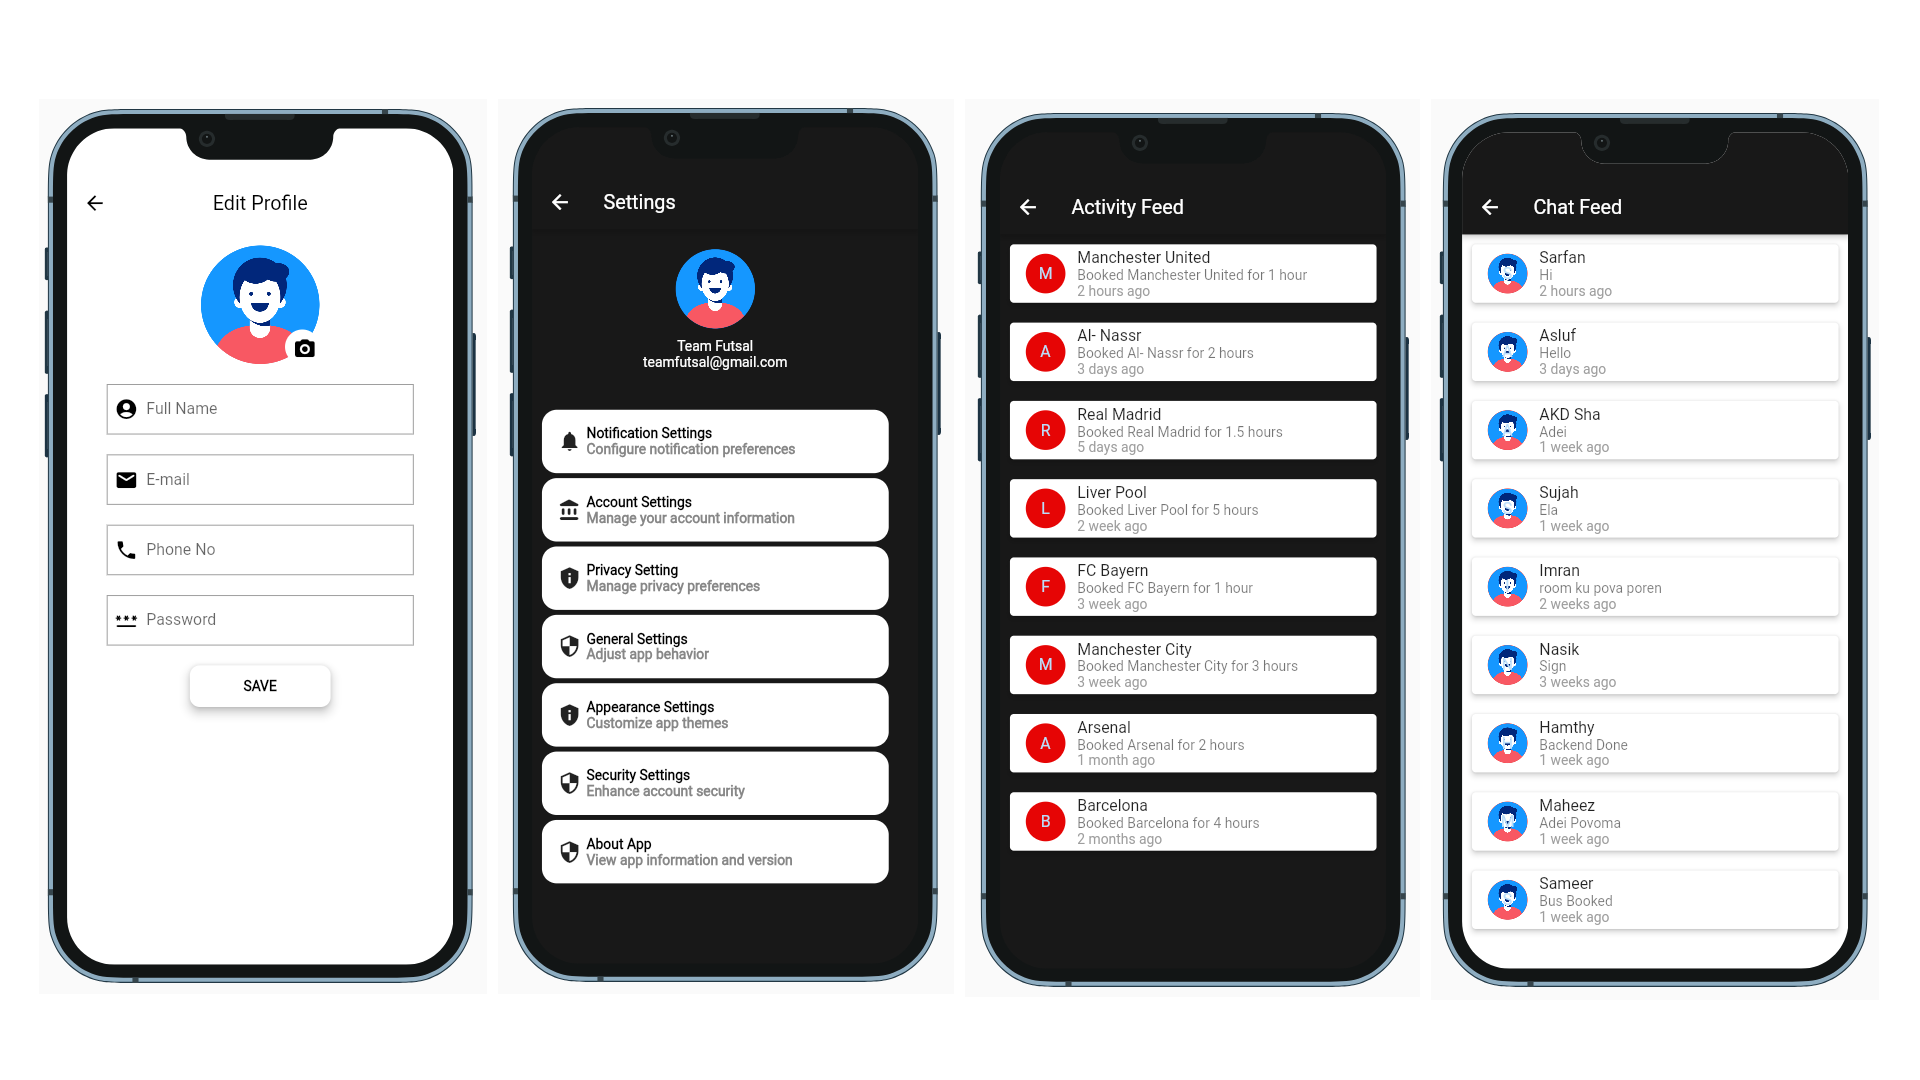 Edit Profile
Full Name
E-mail
Phone No
Password
SAVE
Settings
Team Futsal
teamfutsal@gmail.com
Notification Settings
Configure notification preferences
Account Settings
Manage your account information
Privacy Setting
Manage privacy preferences
General Settings
Adjust app behavior
Appearance Settings
Customize app themes
Security Settings
Enhance account security
About App
View app information and version
Activity Feed
M
Manchester United
Booked Manchester United for 1 hour
2 hours ago
A
Al- Nassr
Booked Al- Nassr for 2 hours
3 days ago
R
Real Madrid
Booked Real Madrid for 1.5 hours
5 days ago
L
Liver Pool
Booked Liver Pool for 5 hours
2 week ago
F
FC Bayern
Booked FC Bayern for 1 hour
3 week ago
M
Manchester City
Booked Manchester City for 3 hours
3 week ago
A
Arsenal
Booked Arsenal for 2 hours
1 month ago
B
Barcelona
Booked Barcelona for 4 hours
2 months ago
Chat Feed
Sarfan
Hi
2 hours ago
Asluf
Hello
3 days ago
AKD Sha
Adei
1 week ago
Sujah
Ela
1 week ago
Imran
room ku pova poren
2 weeks ago
Nasik
Sign
3 weeks ago
Hamthy
Backend Done
1 week ago
Maheez
Adei Povoma
1 week ago
Sameer
Bus Booked
1 week ago